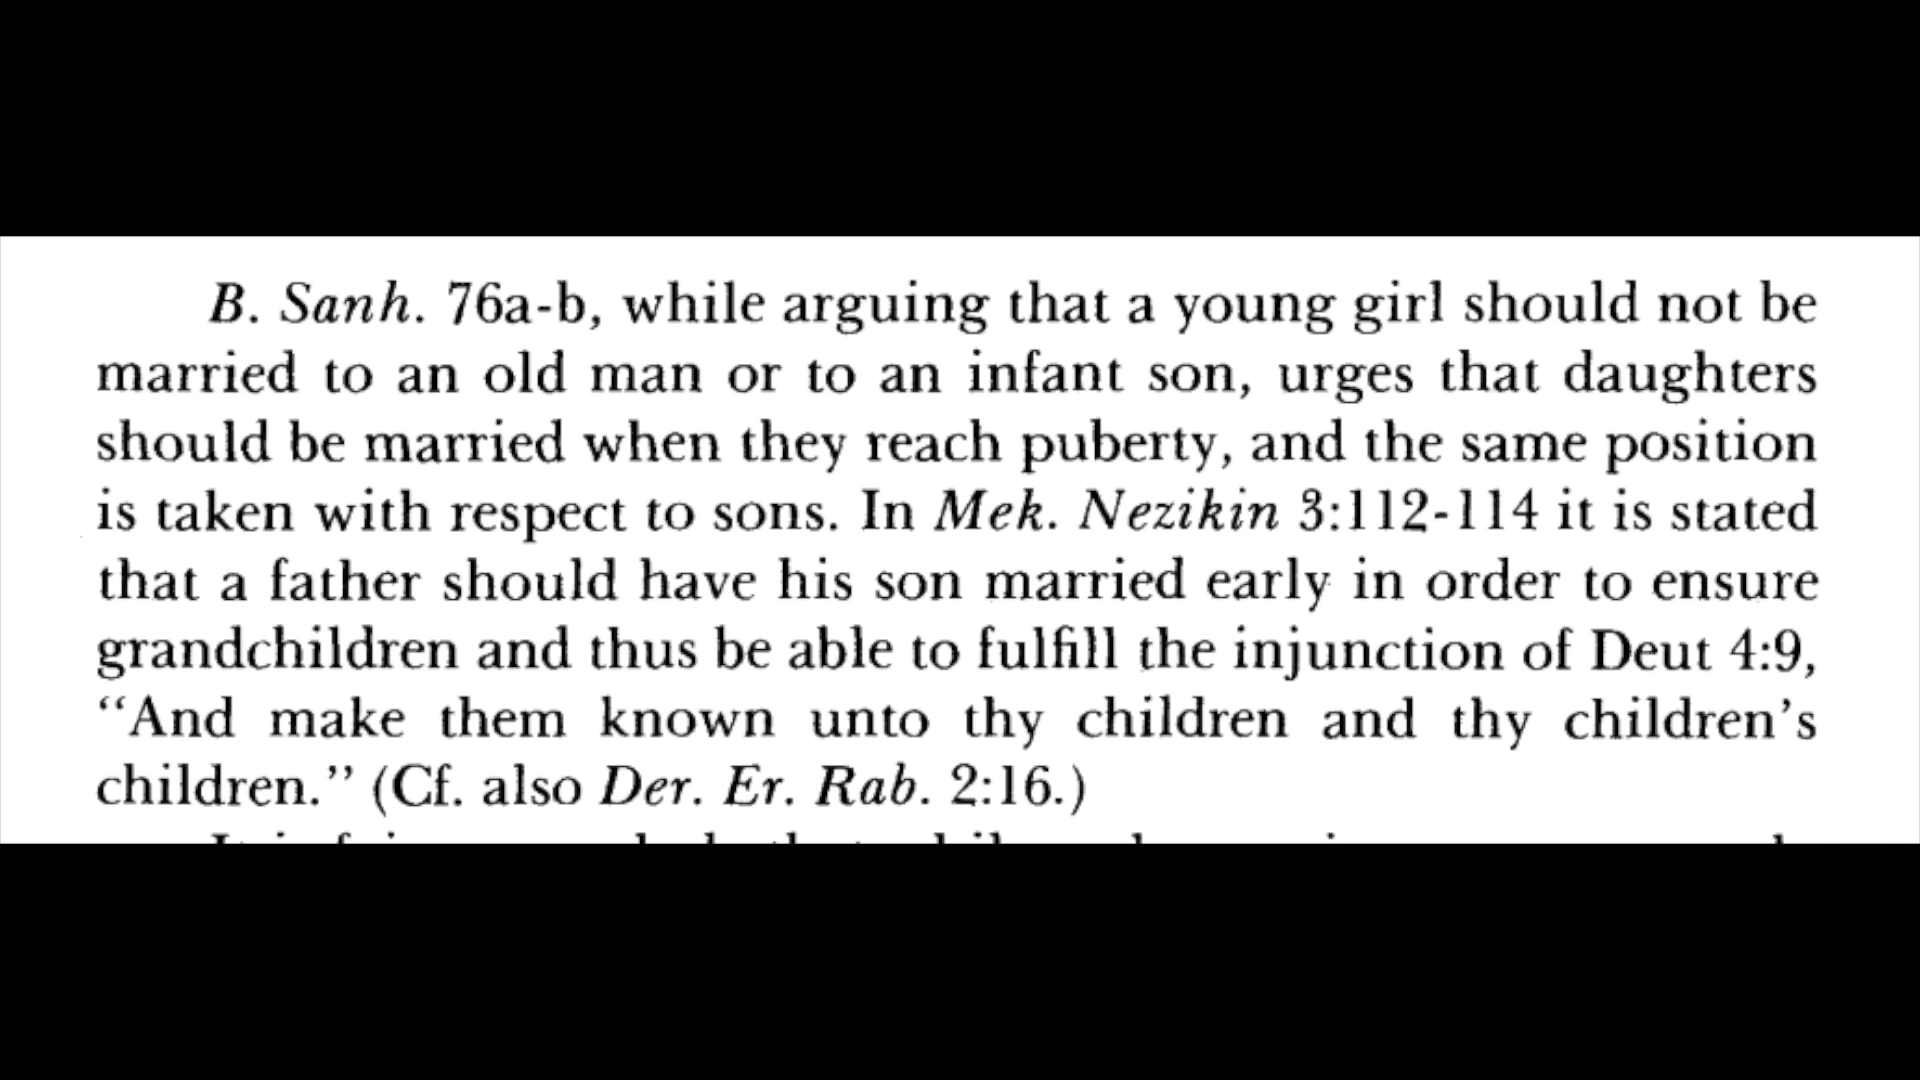 B. Sanh. 76a-b, while arguing that a young girl should not be
married to an old man or to an infant son, urges that daughters
should be married when they reach puberty, and the same position
is taken with respect to sons. In Mek. Nezikin 3:112-114 it is stated
that a father should have his son married early in order to ensure
grandchildren and thus be able to fulfill the injunction of Deut 4:9,
“And make them known unto thy children and thy children’s
children.” (Cf. also Der. Er. Rab. 2:16.)